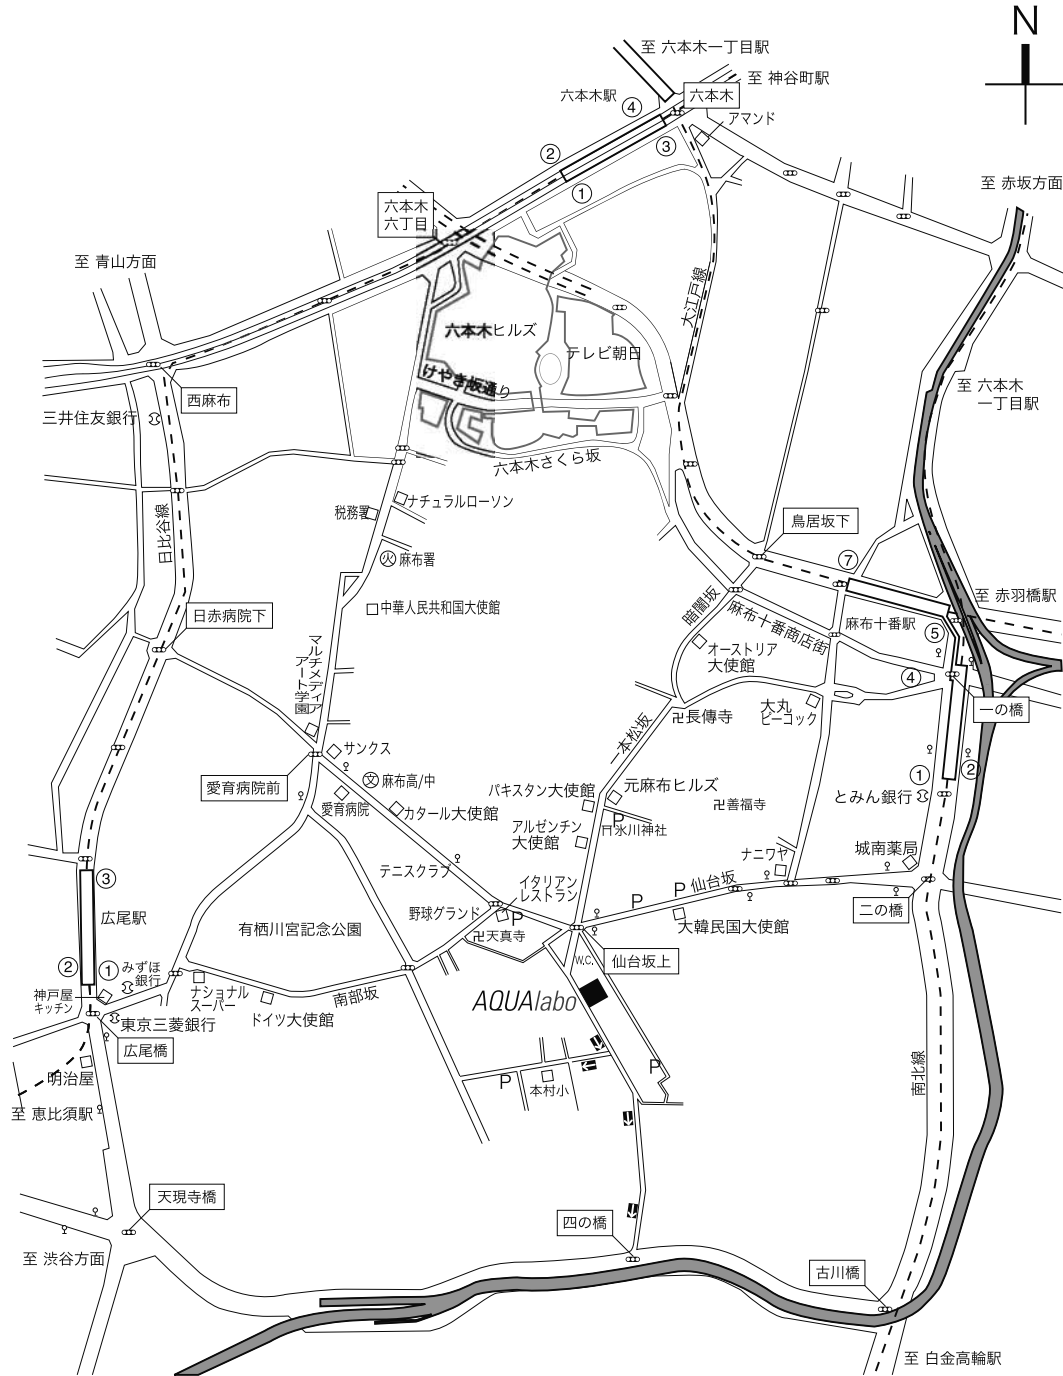 N
至 六本木一丁目駅
至 神谷町駅
六本木駅
④
六本木
アマンド
②
③
①
至 赤坂方面
六本木
六丁目
至 青山方面
大江戸線
六本木ヒルズ
テレビ朝日
けやき坂通り
西麻布
三井住友銀行
至 六本木
一丁目駅
六本木さくら坂
ナチュラルローソン
税務署
日比谷線
鳥居坂下
⑦
火 麻布署
暗闇坂
麻布十番商店街
至 赤羽橋駅
中華人民共和国大使館
日赤病院下
麻布十番駅
⑤
マルチメディア
アート学園
オーストリア
大使館
④
卍長傳寺
大丸
ピーコック
一の橋
一本松坂
サンクス
愛育病院前
文 麻布高/中
愛育病院
カタール大使館
パキスタン大使館
元麻布ヒルズ
卍善福寺
①
②
とみん銀行
アルゼンチン
大使館
P
氷川神社
ナニワヤ
城南薬局
テニスクラブ
イタリアン
レストラン
仙台坂
P
P
③
広尾駅
野球グランド
P
二の橋
有栖川宮記念公園
卍天真寺
大韓民国大使館
仙台坂上
W.C.
②
①
みずほ
銀行
神戸屋
キッチン
ナショナル
スーパー
ドイツ大使館
南部坂
AQUAlabo
東京三菱銀行
広尾橋
明治屋
P
本村小
P
南北線
至 恵比須駅
天現寺橋
四の橋
至 渋谷方面
古川橋
至 白金高輪駅